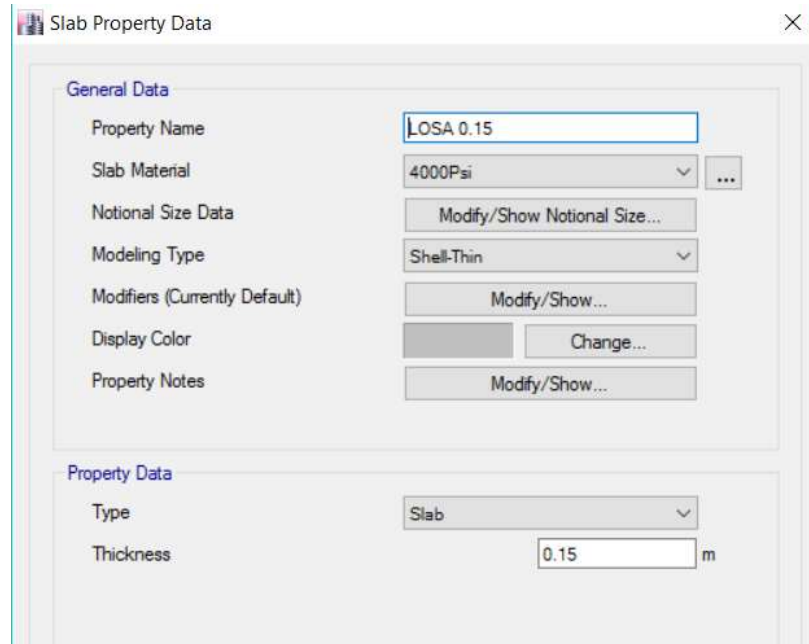 Slab Property Data
General Data
Property Name LOSA 0.15
Slab Material 4000Psi ...
Notional Size Data Modify/Show Notional Size...
Modeling Type Shell-Thin
Modifiers (Currently Default) Modify/Show...
Display Color Change...
Property Notes Modify/Show...
Property Data
Type Slab
Thickness 0.15 m